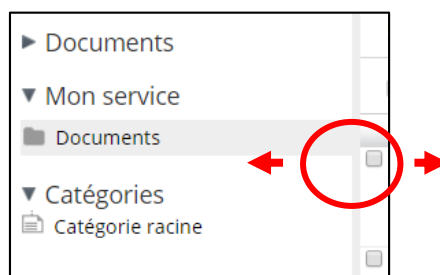 Documents
Mon service
Documents
Catégories
Catégorie racine